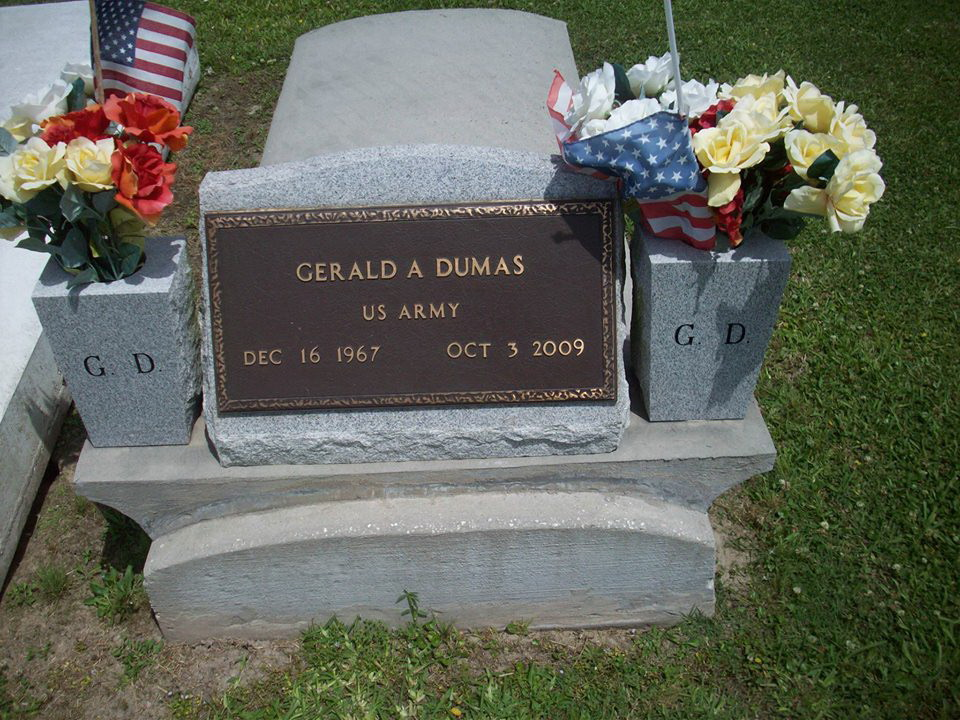 GERALD A DUMAS
US ARMY
DEC 16 1967 OCT 3 2009
G. D.
G. D.